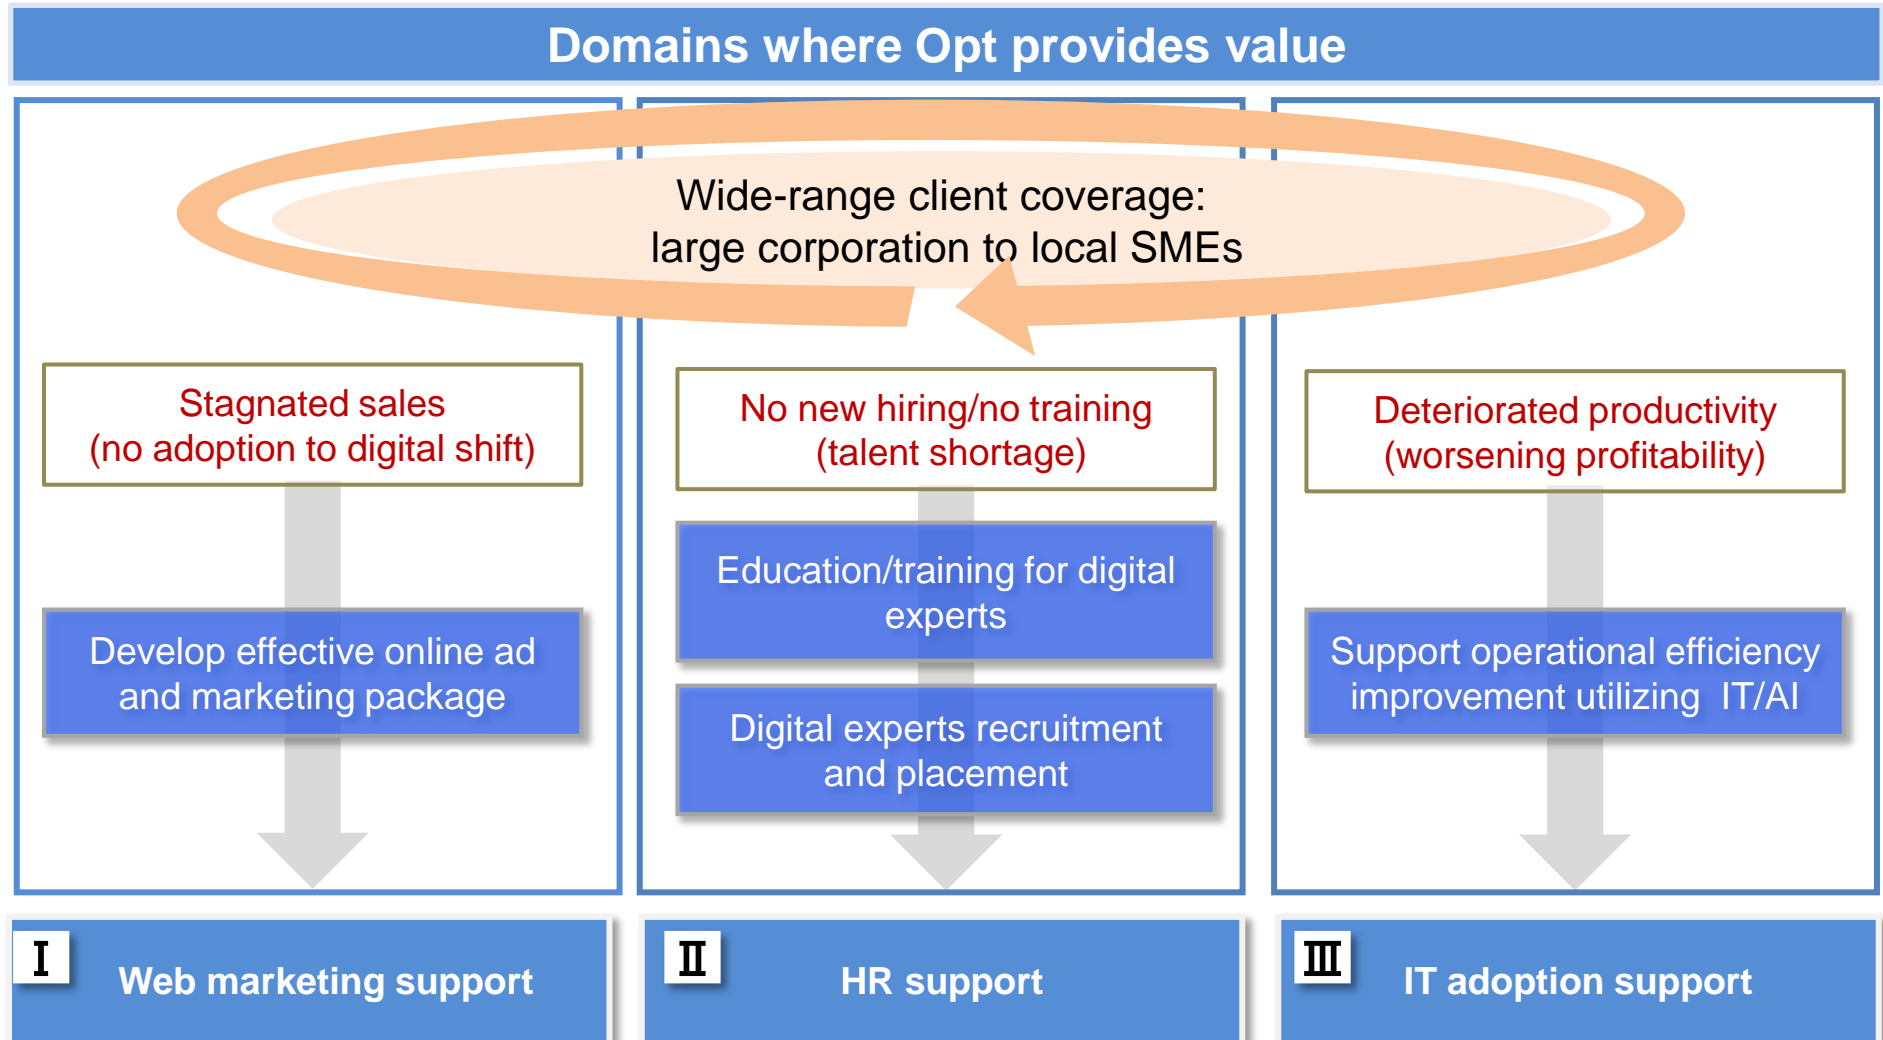 Domains where Opt provides value
Wide-range client coverage:
large corporation to local SMEs
Stagnated sales
(no adoption to digital shift)
Develop effective online ad
and marketing package
No new hiring/no training
(talent shortage)
Education/training for digital
experts
Digital experts recruitment
and placement
Deteriorated productivity
(worsening profitability)
Support operational efficiency
improvement utilizing IT/AI
Ⅰ
Web marketing support
Ⅱ
HR support
Ⅲ
IT adoption support